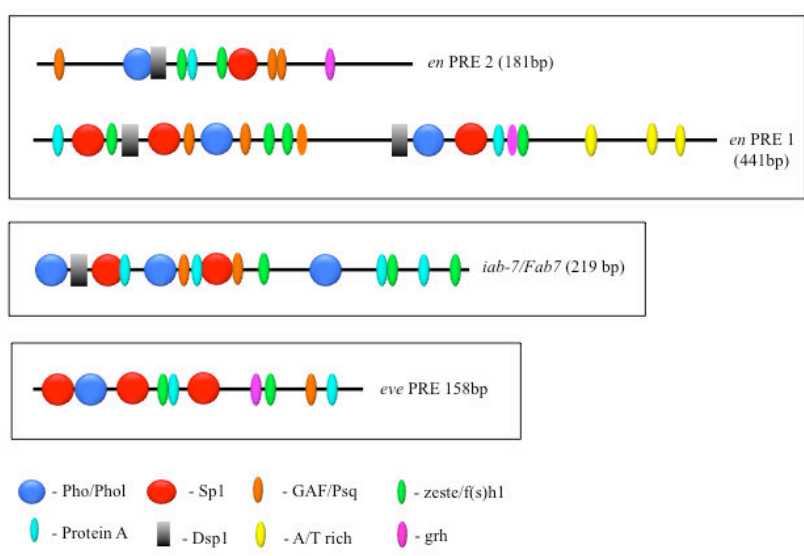 en PRE 2 (181bp)
en PRE 1
(441bp)
iab-7/Fab7 (219 bp)
eve PRE 158bp
- Pho/Phol - Sp1 - GAF/Psq - zeste/f(s)h1
- Protein A - Dsp1 - A/T rich - grh